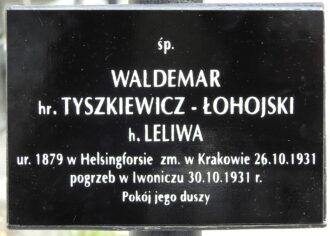 śp.
WALDEMAR
hr. TYSZKIEWICZ - ŁOHOJSKI
h. LELIWA
ur. 1879 w Helsingforsie zm. w Krakowie 26.10.1931
pogrzeb w Iwoniczu 30.10.1931 r.
Pokój jego duszy